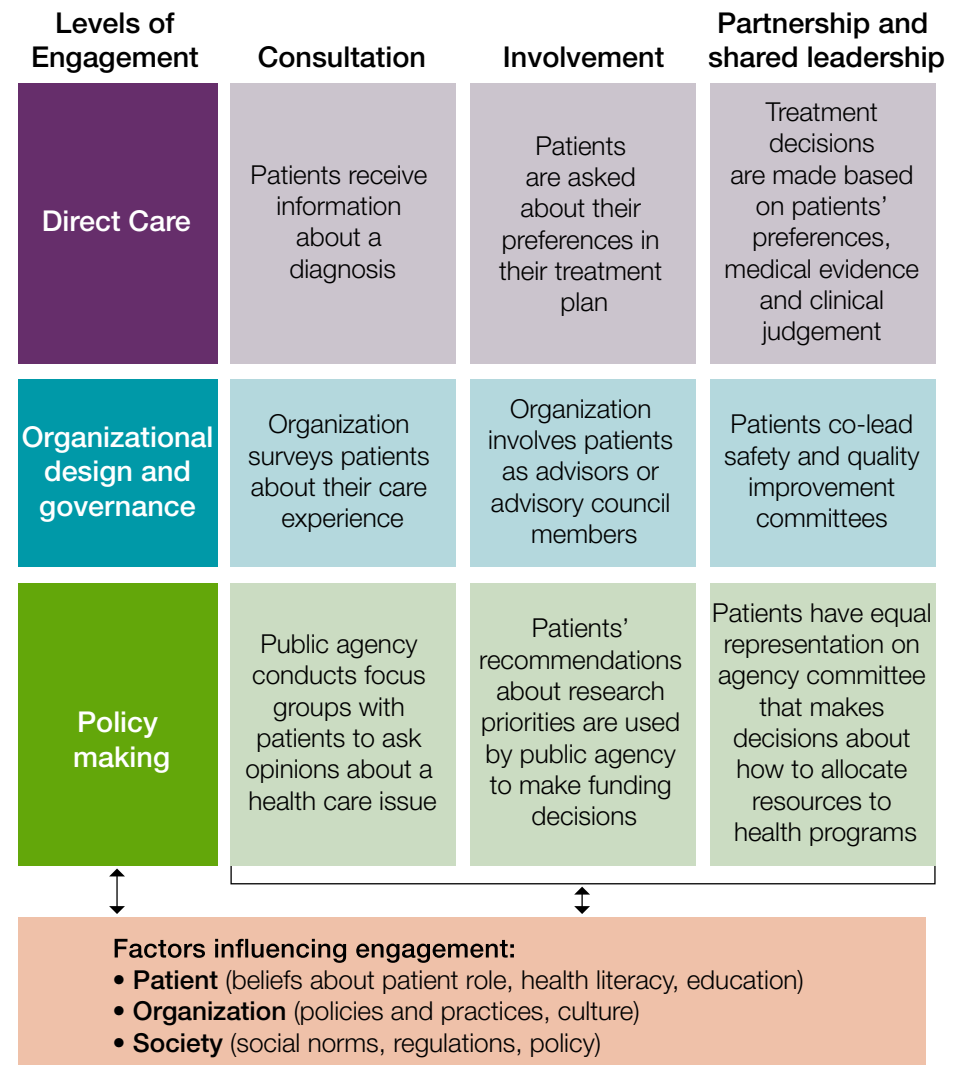 Levels of
Engagement
Consultation
Involvement
Partnership and
shared leadership
Direct Care
Patients receive
information
about a
diagnosis
Patients
are asked
about their
preferences in
their treatment
plan
Treatment
decisions
are made based
on patients’
preferences,
medical evidence
and clinical
judgement
Organizational
design and
governance
Organization
surveys patients
about their care
experience
Organization
involves patients
as advisors or
advisory council
members
Patients co-lead
safety and quality
improvement
committees
Policy
making
Public agency
conducts focus
groups with
patients to ask
opinions about a
health care issue
Patients’
recommendations
about research
priorities are used
by public agency
to make funding
decisions
Patients have equal
representation on
agency committee
that makes
decisions about
how to allocate
resources to
health programs
Factors influencing engagement:
• Patient (beliefs about patient role, health literacy, education)
• Organization (policies and practices, culture)
• Society (social norms, regulations, policy)